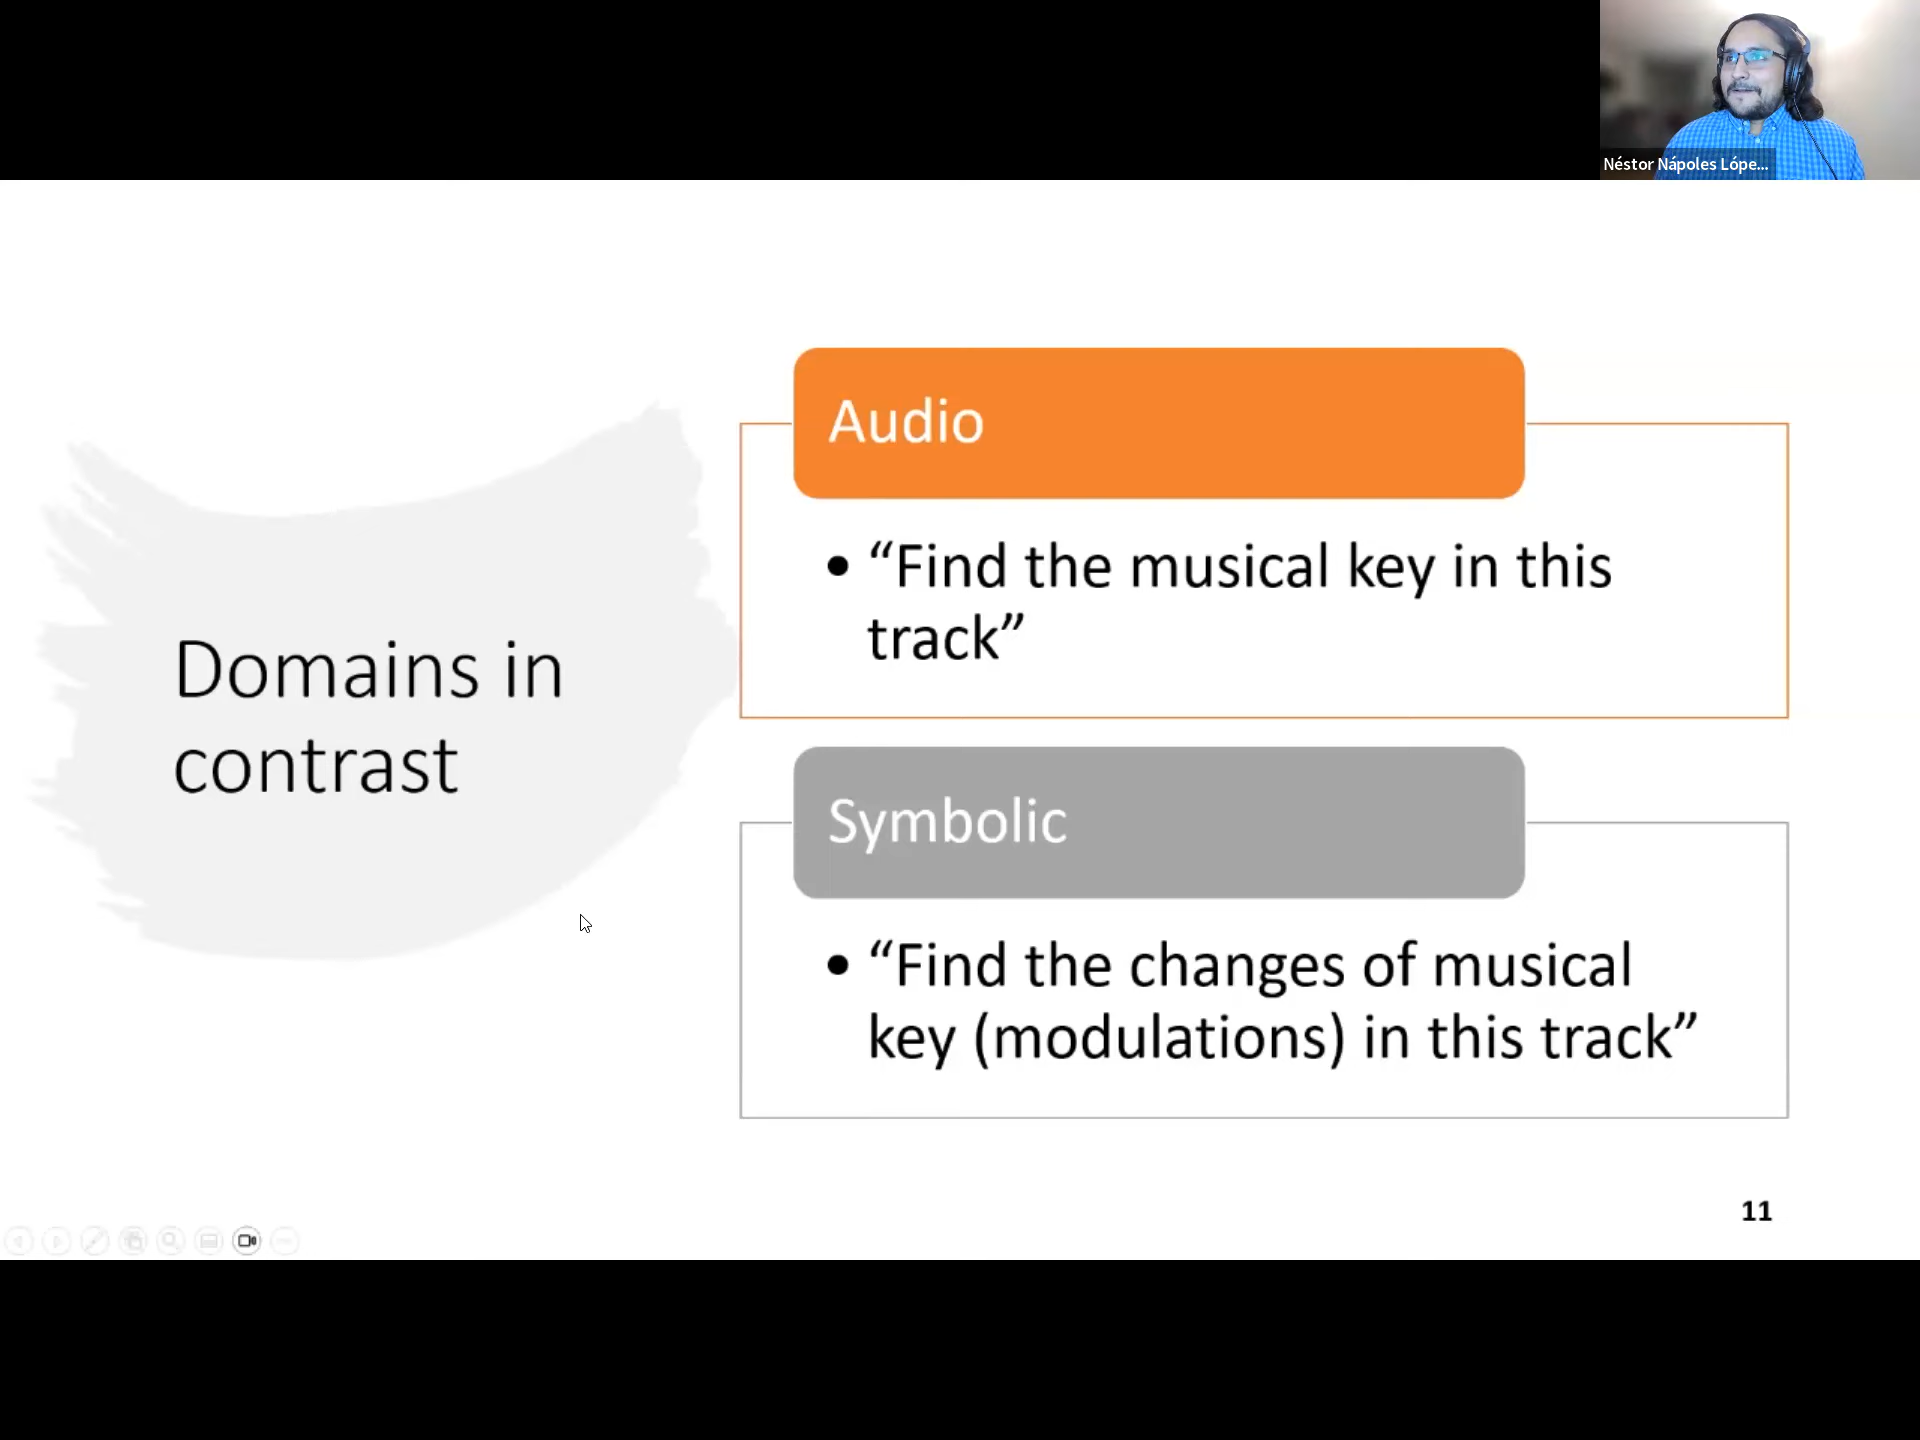 Néstor Nápoles Lópe...
Domains in
contrast
Audio
• “Find the musical key in this
track”
Symbolic
• “Find the changes of musical
key (modulations) in this track”
11